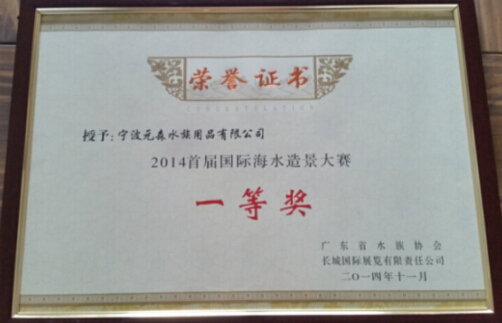 荣誉证书
CONGRATULATION
授予:宁波元森水族用品有限公司
2014首届国际海水造景大赛
一等奖
广东省水族协会
长城国际展览有限责任公司
二〇一四年十一月